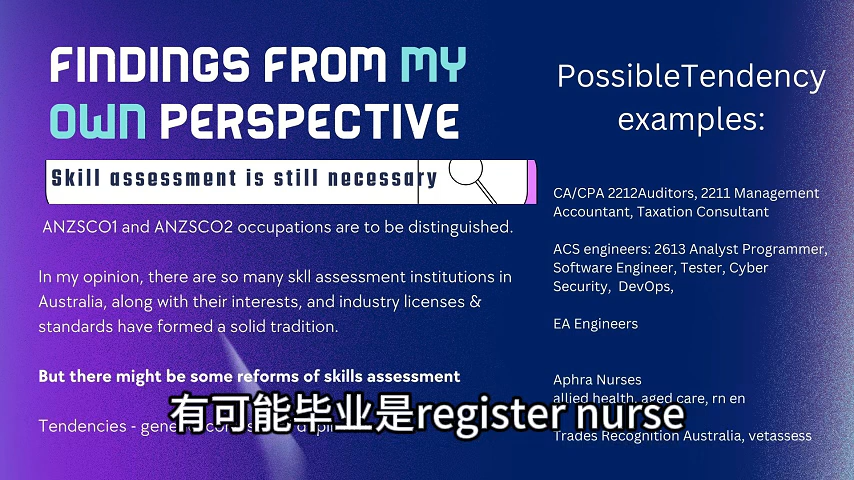 FINDINGS FROM MY
OWN PERSPECTIVE
Skill assessment is still necessary
ANZSCO1 and ANZSCO2 occupations are to be distinguished.
In my opinion, there are so many skll assessment institutions in
Australia, along with their interests, and industry licenses &
standards have formed a solid tradition.
But there might be some reforms of skills assessment
Tendencies -
PossibleTendency
examples:
CA/CPA 2212Auditors, 2211 Management
Accountant, Taxation Consultant
ACS engineers: 2613 Analyst Programmer,
Software Engineer, Tester, Cyber
Security, DevOps,
EA Engineers
Aphra Nurses
allied health, aged care, rn en
Trades Recognition Australia, vetassess
有可能毕业是register nurse